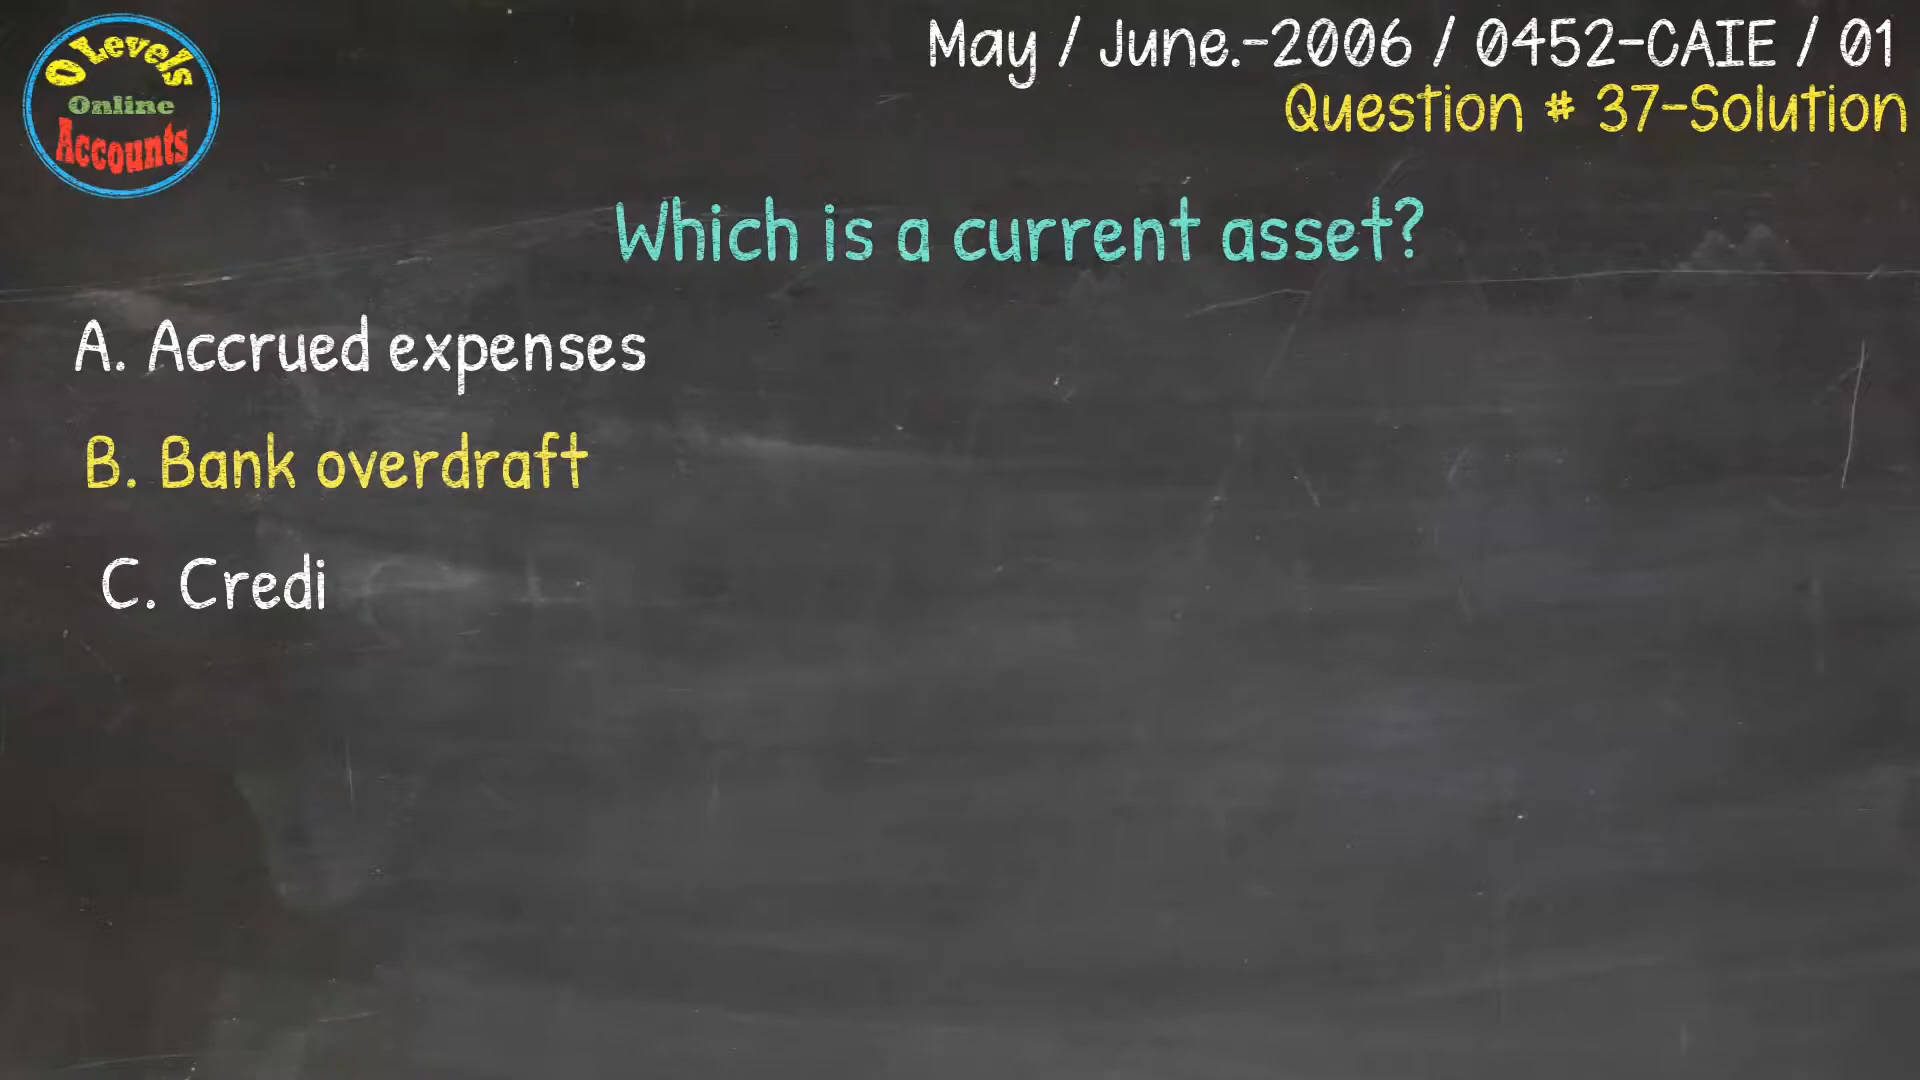 O Levels
Online
Accounts
May / June.-2006 / 0452-CAIE / 01
Question # 37-Solution
Which is a current asset?
A. Accrued expenses
B. Bank overdraft
C. Credi